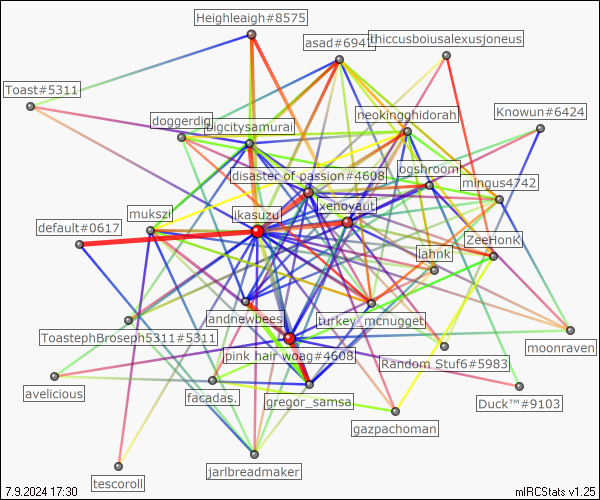 Heighleaigh#8575
asad#694
thiccusboiusalexusjoneus
Toast#5311
doggerdig
bigcitysamurai
neokingghidorah
Knowun#6424
disaster of passion#4608
ogshroom
mingus4742
mukszi
ikasuzu
xenoyaut
default#0617
lahnk
ZeeHonK
andnewbees
turkey_mcnugget
ToastephBroseph5311#5311
pink hair woag#4608
Random Stuf6#5983
moonraven
avelicious
facadas.
gregor_samsa
Duck™#9103
gazpachoman
tescoroll
jarlbreadmaker
7.9.2024 17:30
mIRCStats v1.25